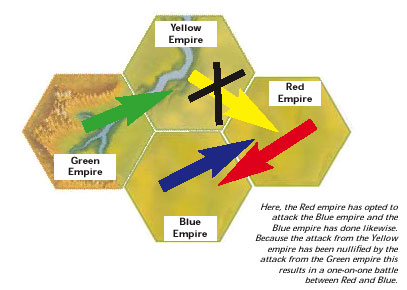 Yellow
Empire
Red
Empire
Green
Empire
Blue
Empire
Here, the Red empire has opted to
attack the Blue empire and the
Blue empire has done likewise.
Because the attack from the Yellow
empire has been nullified by the
attack from the Green empire this
results in a one-on-one battle
between Red and Blue.